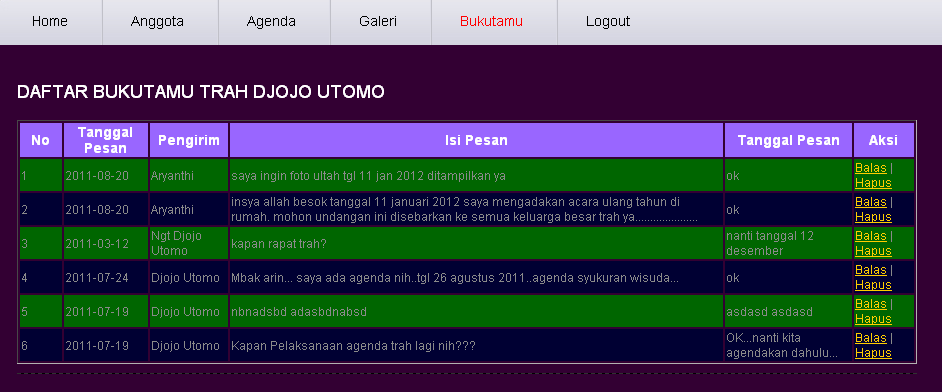 Home Anggota Agenda Galeri Bukutamu Logout
DAFTAR BUKUTAMU TRAH DJOJO UTOMO
No Tanggal Pesan Pengirim Isi Pesan Tanggal Pesan Aksi
1 2011-08-20 Aryanthi saya ingin foto ultah tgl 11 jan 2012 ditampilkan ya ok Balas | Hapus
2 2011-08-20 Aryanthi insya allah besok tanggal 11 januari 2012 saya mengadakan acara ulang tahun di rumah. mohon undangan ini disebarkan ke semua keluarga besar trah ya..................... ok Balas | Hapus
3 2011-03-12 Ngt Djojo Utomo kapan rapat trah? nanti tanggal 12 desember Balas | Hapus
4 2011-07-24 Djojo Utomo Mbak arin... saya ada agenda nih..tgl 26 agustus 2011..agenda syukuran wisuda... ok Balas | Hapus
5 2011-07-19 Djojo Utomo nbnadsbd adasbdnabsd asdasd asdasd Balas | Hapus
6 2011-07-19 Djojo Utomo Kapan Pelaksanaan agenda trah lagi nih??? OK...nanti kita agendakan dahulu... Balas | Hapus